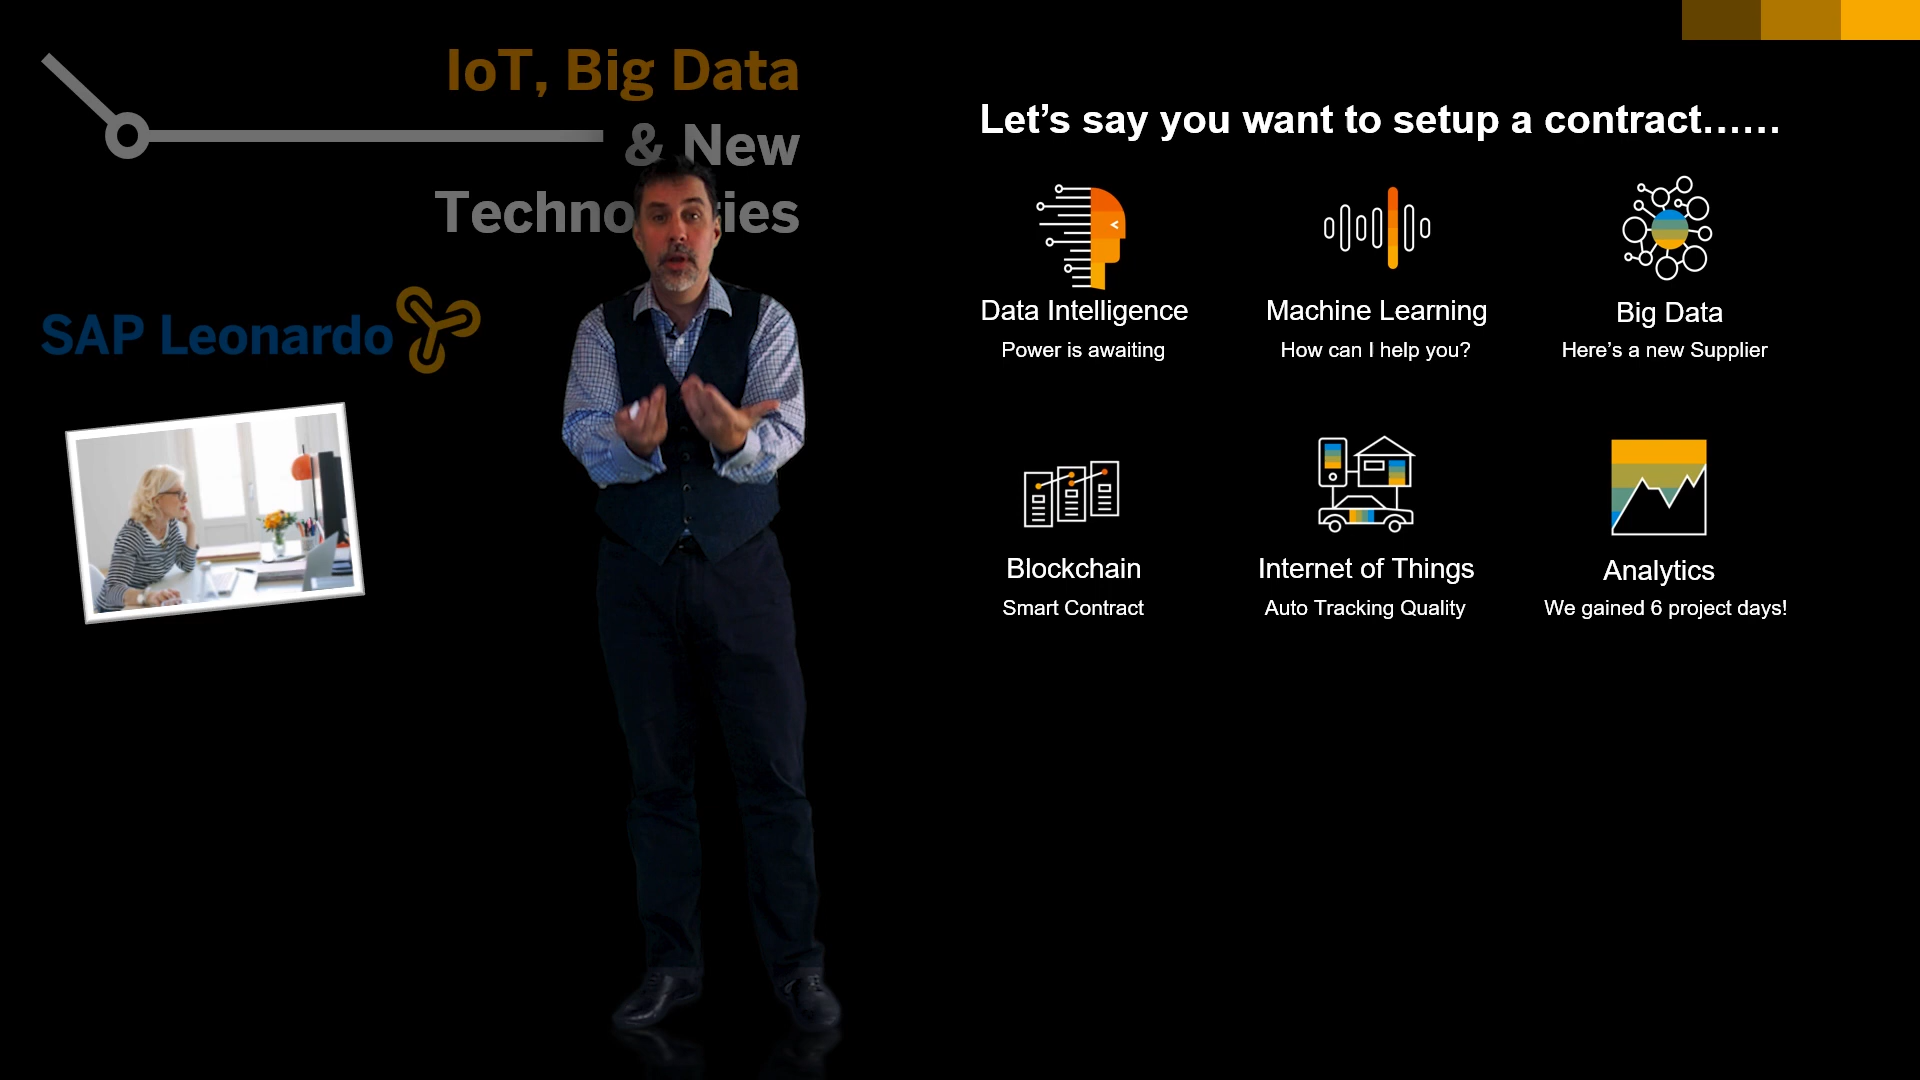 IoT, Big Data
& New
Techno ies
SAP Leonardo
Let’s say you want to setup a contract……
Data Intelligence
Power is awaiting
Machine Learning
How can I help you?
Big Data
Here’s a new Supplier
Blockchain
Smart Contract
Internet of Things
Auto Tracking Quality
Analytics
We gained 6 project days!